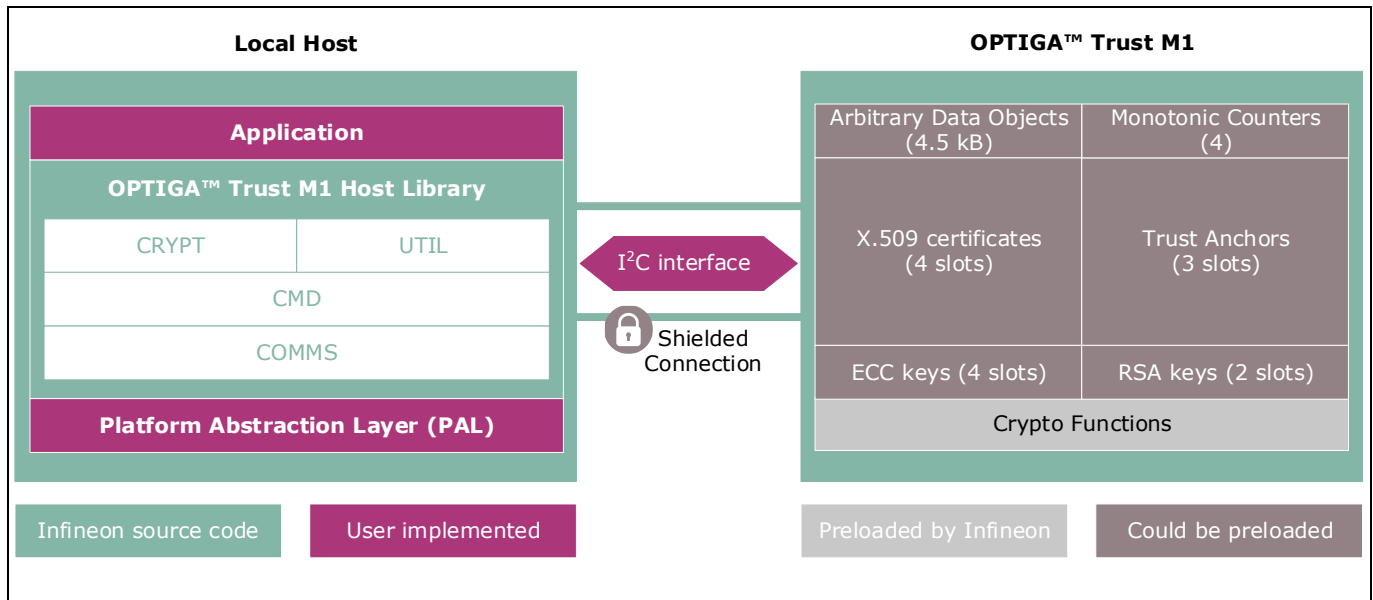 Local Host
OPTIGA™ Trust M1
Application
OPTIGA™ Trust M1 Host Library
CRYPT
UTIL
CMD
COMMS
Platform Abstraction Layer (PAL)
I²C interface
Shielded
Connection
Arbitrary Data Objects
(4.5 kB)
Monotonic Counters
(4)
X.509 certificates
(4 slots)
Trust Anchors
(3 slots)
ECC keys (4 slots)
RSA keys (2 slots)
Crypto Functions
Infineon source code
User implemented
Preloaded by Infineon
Could be preloaded